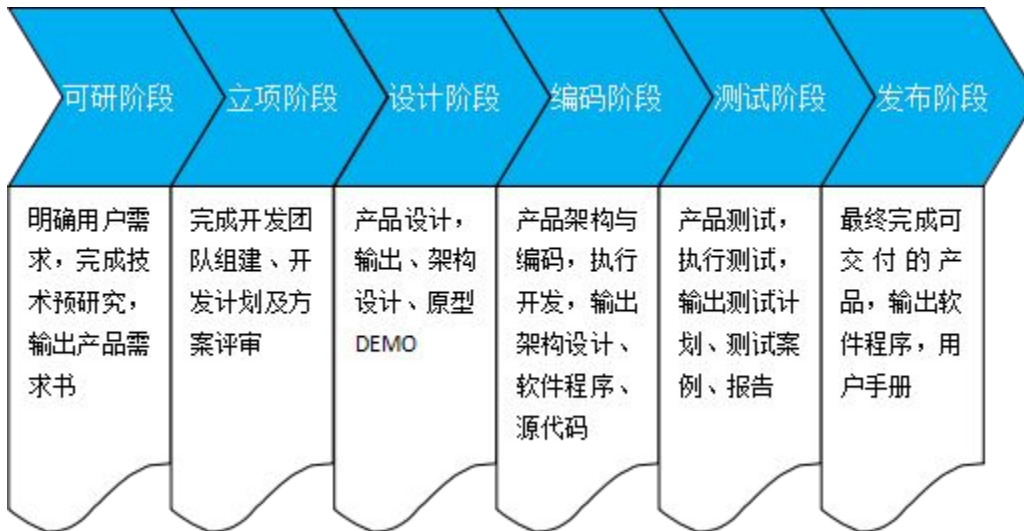 可研阶段
立项阶段
设计阶段
编码阶段
测试阶段
发布阶段
明确用户需
求，完成技
术预研究，
输出产品需
求书
完成开发团
队组建、开
发计划及方
案评审
产品设计，
输出、架构
设计、原型
DEMO
产品架构与
编码，执行
开发，输出
架构设计、
软件程序、
源代码
产品测试，
执行测试，
输出测试计
划、测试案
例、报告
最终完成可
交付的产
品，输出软
件程序，用
户手册